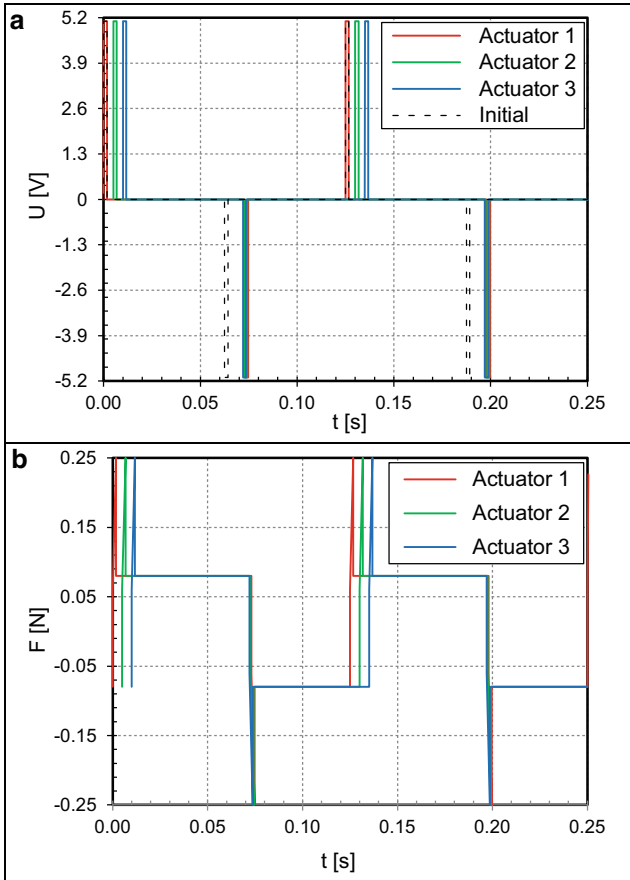 a
5.2
3.9
2.6
1.3
0
-1.3
-2.6
-3.9
-5.2
U [V]
Actuator 1
Actuator 2
Actuator 3
Initial
0.00 0.05 0.10 0.15 0.20 0.25
t [s]
b
0.25
0.15
0.05
-0.05
-0.15
-0.25
F [N]
Actuator 1
Actuator 2
Actuator 3
0.00 0.05 0.10 0.15 0.20 0.25
t [s]